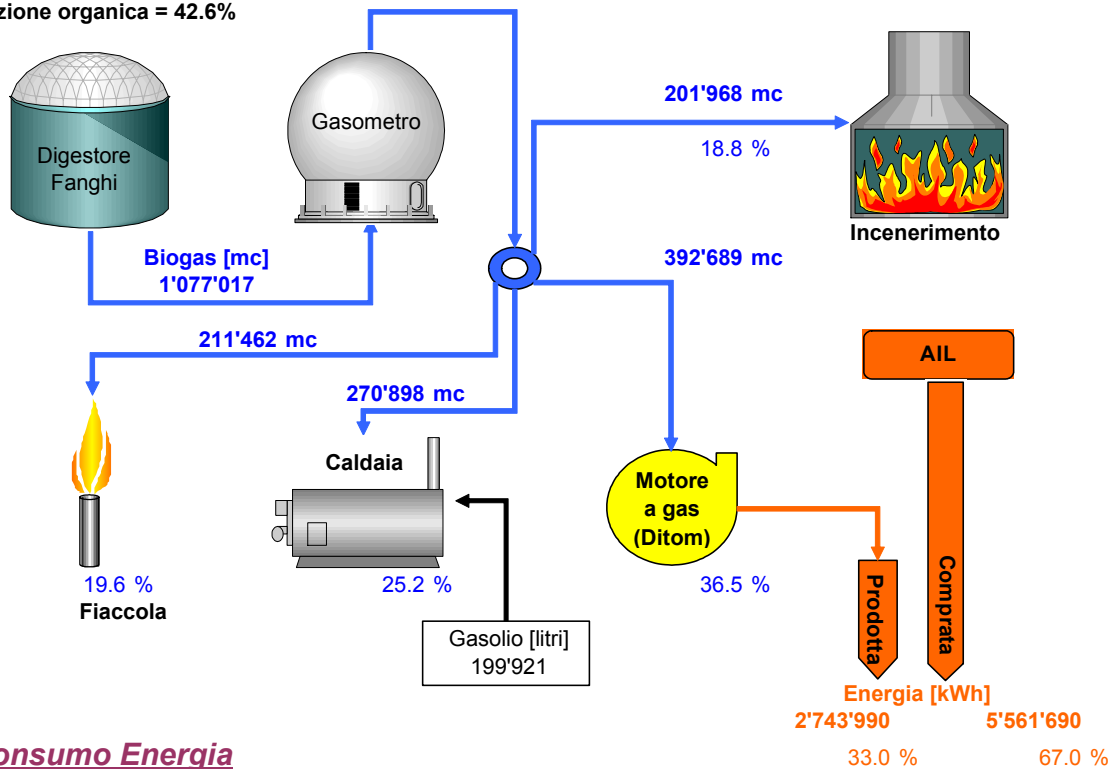 zione organica = 42.6%
Digestore
Fanghi
Gasometro
201'968 mc
18.8 %
Incenerimento
Biogas [mc]
1'077'017
392'689 mc
211'462 mc
270'898 mc
AIL
Caldaia
Motore
a gas
(Ditom)
19.6 %
Fiaccola
25.2 %
36.5 %
Gasolio [litri]
199'921
Prodotta
Comprata
Energia [kWh]
2'743'990 5'561'690
33.0 % 67.0 %
onsumo Energia